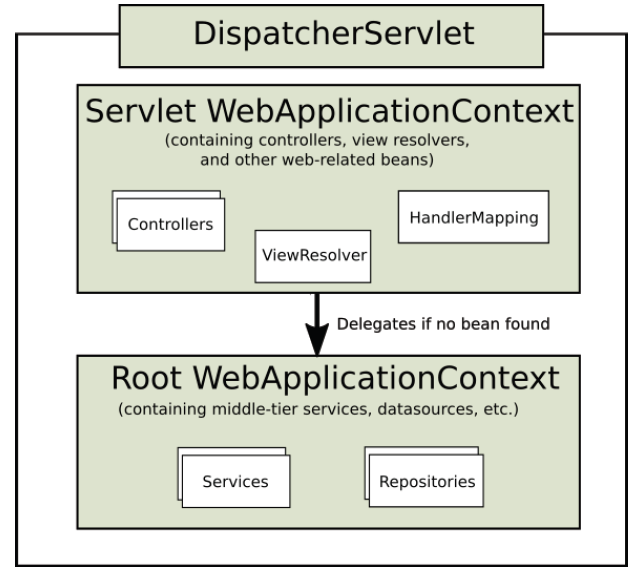 DispatcherServlet
Servlet WebApplicationContext
(containing controllers, view resolvers,
and other web-related beans)
Controllers
HandlerMapping
ViewResolver
Delegates if no bean found
Root WebApplicationContext
(containing middle-tier services, datasources, etc.)
Services
Repositories